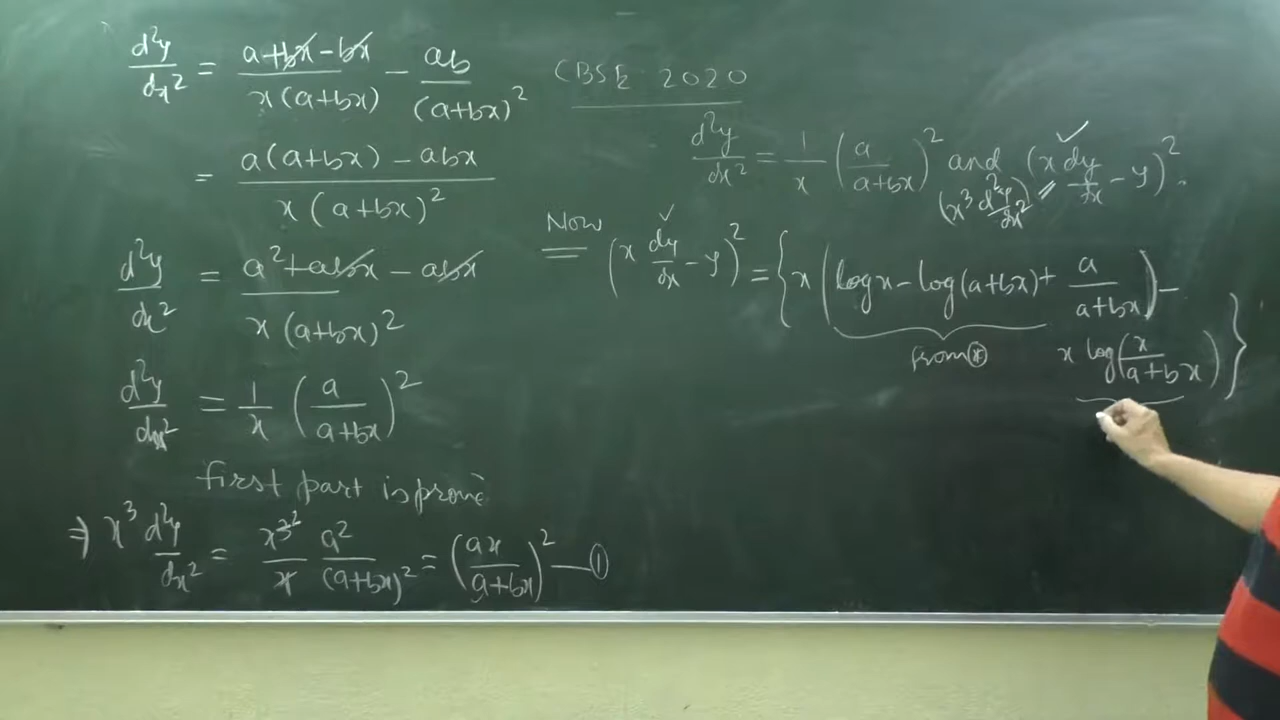 d²y/dx² = (a+bx-bx)/(x(a+bx)) - ab/(a+bx)²
= (a(a+bx) - abx)/(x(a+bx)²)
d²y/dx² = (a²+abx - abx)/(x(a+bx)²)
d²y/dx² = 1/x (a/(a+bx))²
first part is prove
⇒ x³ d²y/dx² = x³/x a²/(a+bx)² = (ax/(a+bx))² — ①
CBSE 2020
d²y/dx² = 1/x (a/(a+bx))² and (x dy/dx - y)².
(x³ d²y/dx²) =
Now (x dy/dx - y)² = {x (log x - log(a+bx) + a/(a+bx)) -
from ⊛
x log(x/(a+bx))}